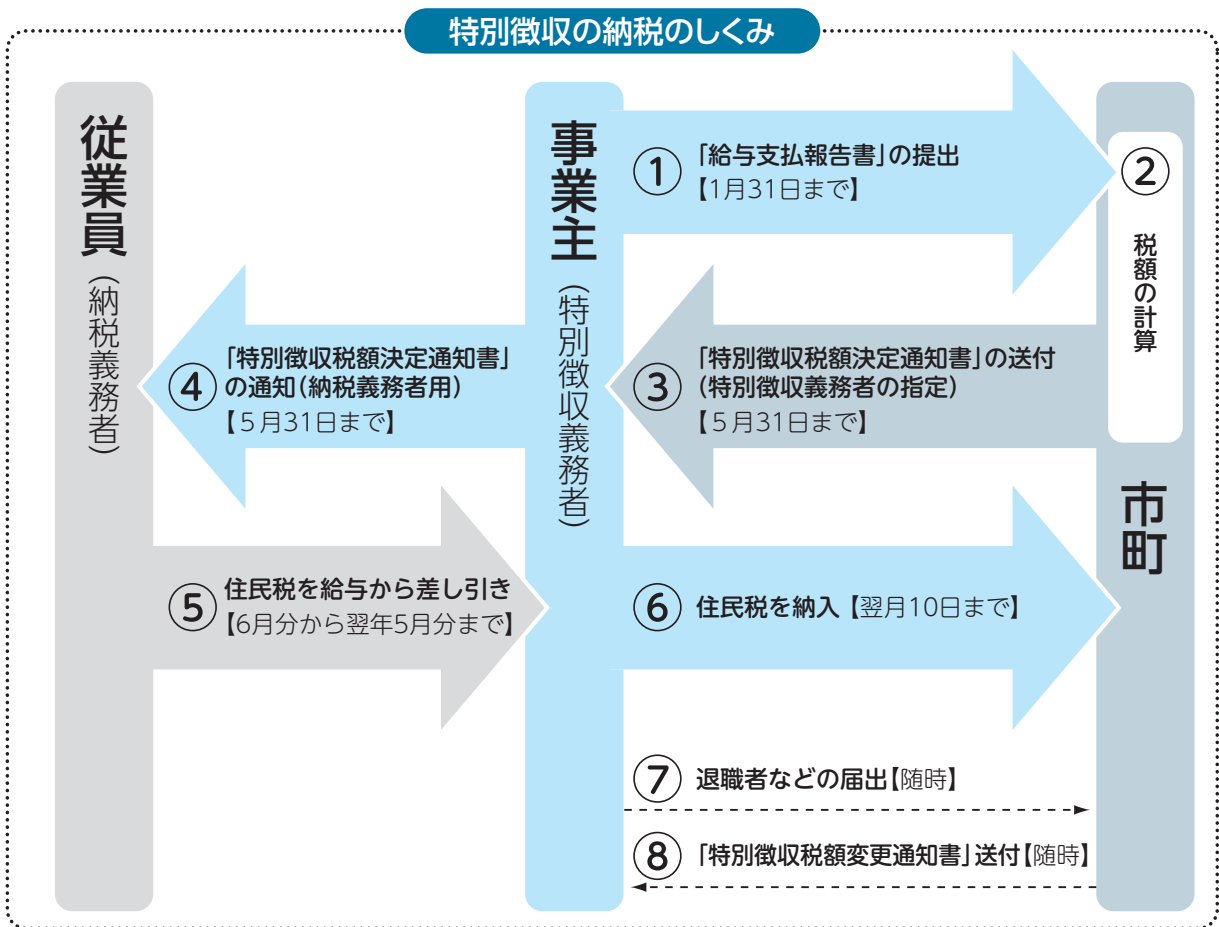 特別徴収の納税のしくみ
従業員(納税義務者)
事業主(特別徴収義務者)
市町
① 「給与支払報告書」の提出
【1月31日まで】
② 税額の計算
③ 「特別徴収税額決定通知書」の送付
(特別徴収義務者の指定)
【5月31日まで】
④ 「特別徴収税額決定通知書」
の通知(納税義務者用)
【5月31日まで】
⑤ 住民税を給与から差し引き
【6月分から翌年5月分まで】
⑥ 住民税を納入【翌月10日まで】
⑦ 退職者などの届出【随時】
⑧ 「特別徴収税額変更通知書」送付【随時】